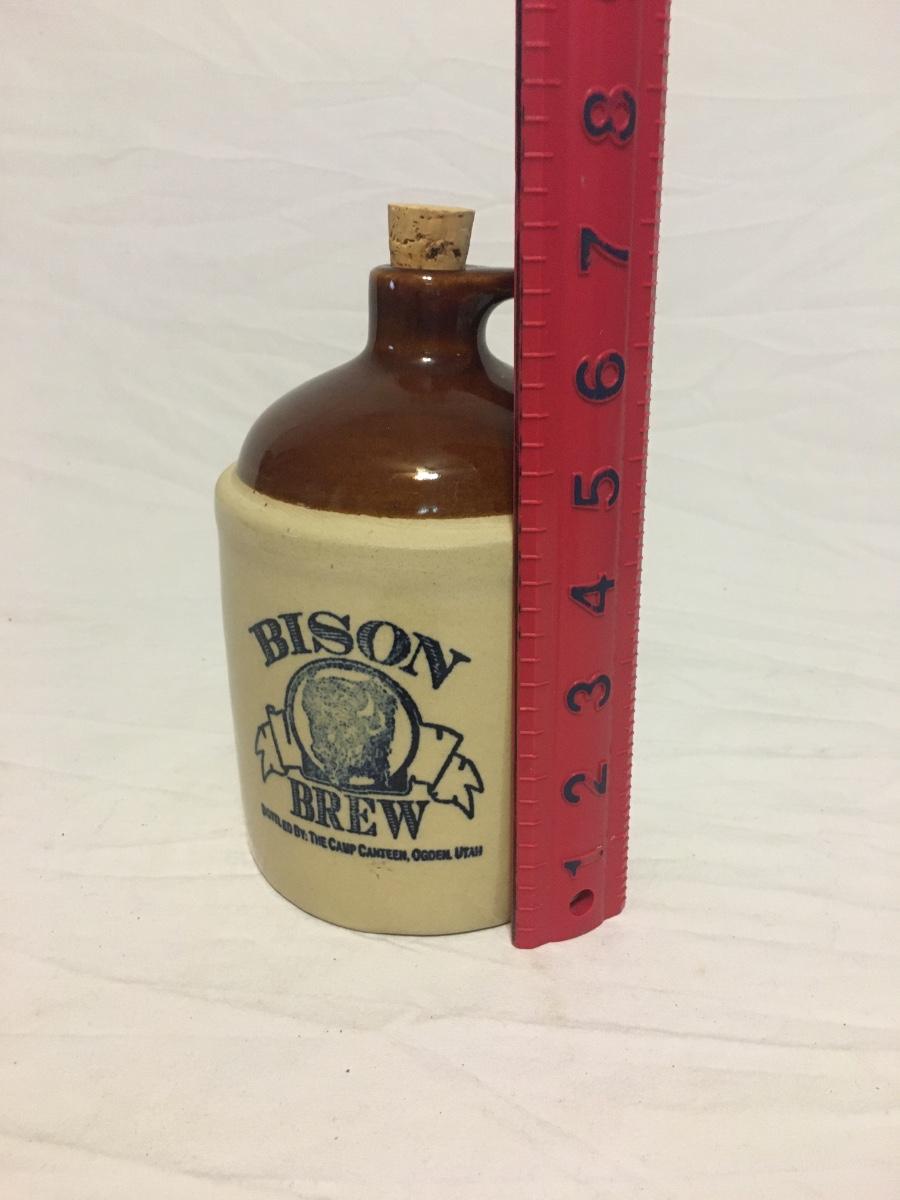 BISON
BREW
BOTTLED BY: THE CAMP CANTEEN, OGDEN, UTAH
8
7
6
5
4
3
2
1